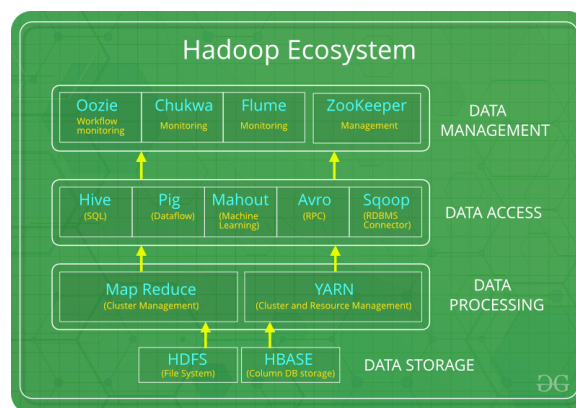 Hadoop Ecosystem
Oozie
Workflow
monitoring
Chukwa
Monitoring
Flume
Monitoring
ZooKeeper
Management
DATA
MANAGEMENT
Hive
(SQL)
Pig
(Dataflow)
Mahout
(Machine
Learning)
Avro
(RPC)
Sqoop
(RDBMS
Connector)
DATA ACCESS
Map Reduce
(Cluster Management)
YARN
(Cluster and Resource Management)
DATA
PROCESSING
HDFS
(File System)
HBASE
(Column DB storage)
DATA STORAGE